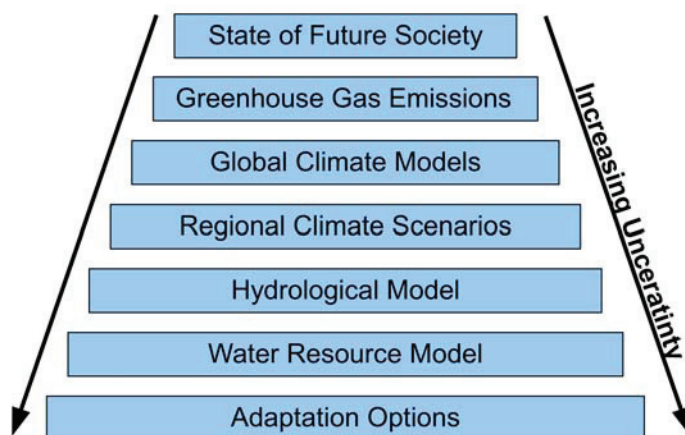 State of Future Society
Greenhouse Gas Emissions
Global Climate Models
Regional Climate Scenarios
Hydrological Model
Water Resource Model
Adaptation Options
Increasing Unceratinty